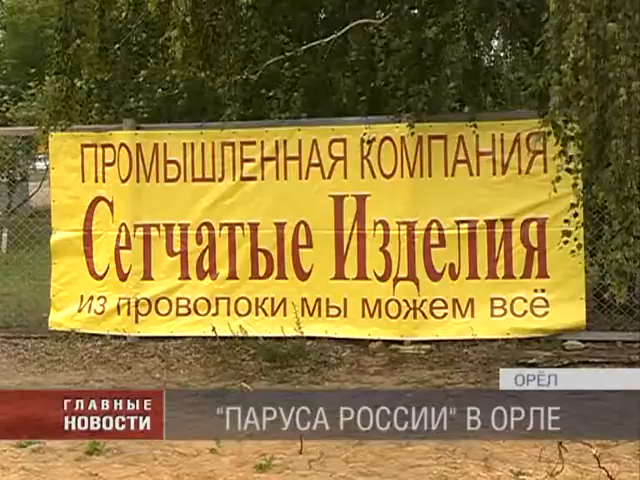 ПРОМЫШЛЕННАЯ КОМПАНИЯ
Сетчатые Изделия
из проволоки мы можем всё
ОРЁЛ
ГЛАВНЫЕ
НОВОСТИ
"ПАРУСА РОССИИ" В ОРЛЕ